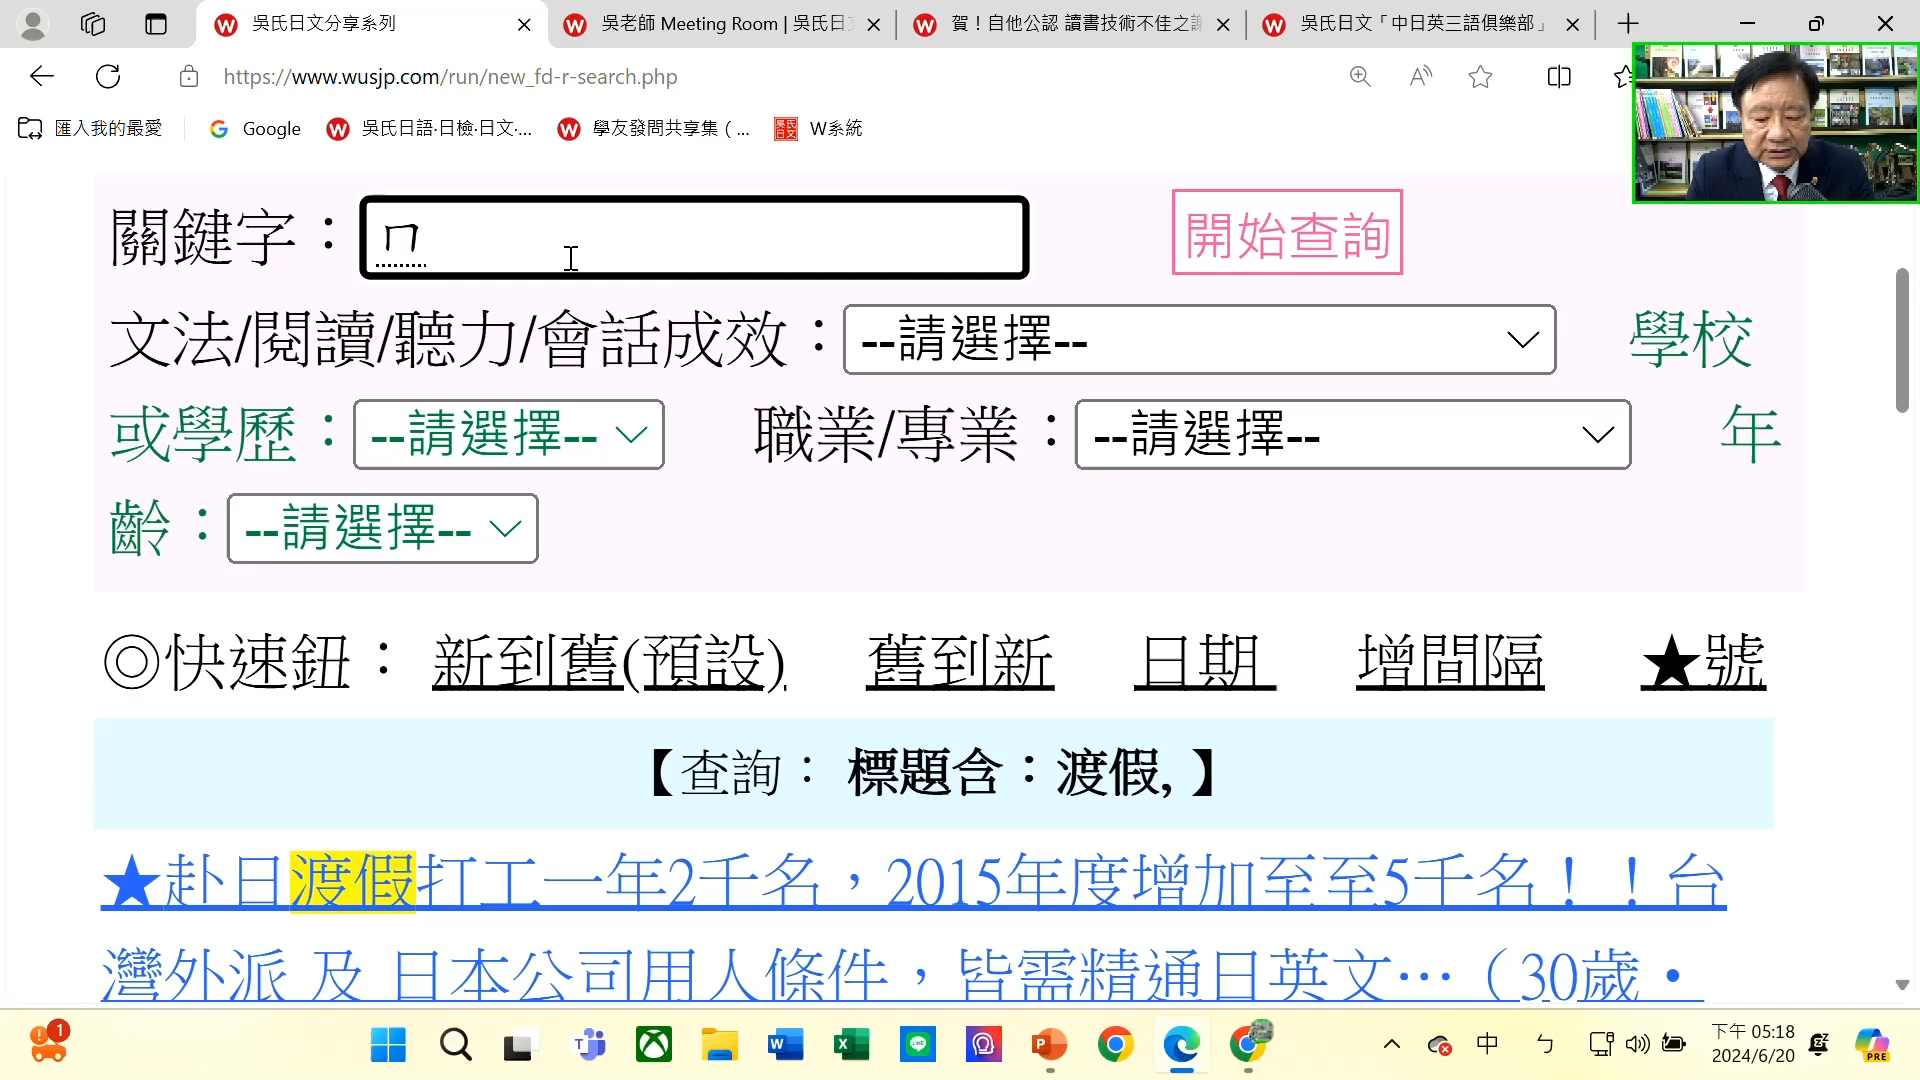 吳氏日文分享系列
吳老師 Meeting Room | 吳氏日
賀！自他公認 讀書技術不佳之
吳氏日文「中日英三語俱樂部」
https://www.wusjp.com/run/new_fd-r-search.php
匯入我的最愛
Google
吳氏日語·日檢·日文·...
學友發問共享集（ ...
W系統
關鍵字：
ㄇ
開始查詢
文法/閱讀/聽力/會話成效：
--請選擇--
學校
或學歷：
--請選擇--
職業/專業：
--請選擇--
年
齡：
--請選擇--
◎快速鈕： 新到舊(預設) 舊到新 日期 增間隔 ★號
【查詢： 標題含：渡假, 】
★赴日渡假打工一年2千名，2015年度增加至至5千名！！台
灣外派 及 日本公司用人條件，皆需精通日英文…（30歲・
1
中
ㄅ
下午 05:18
2024/6/20
PRE